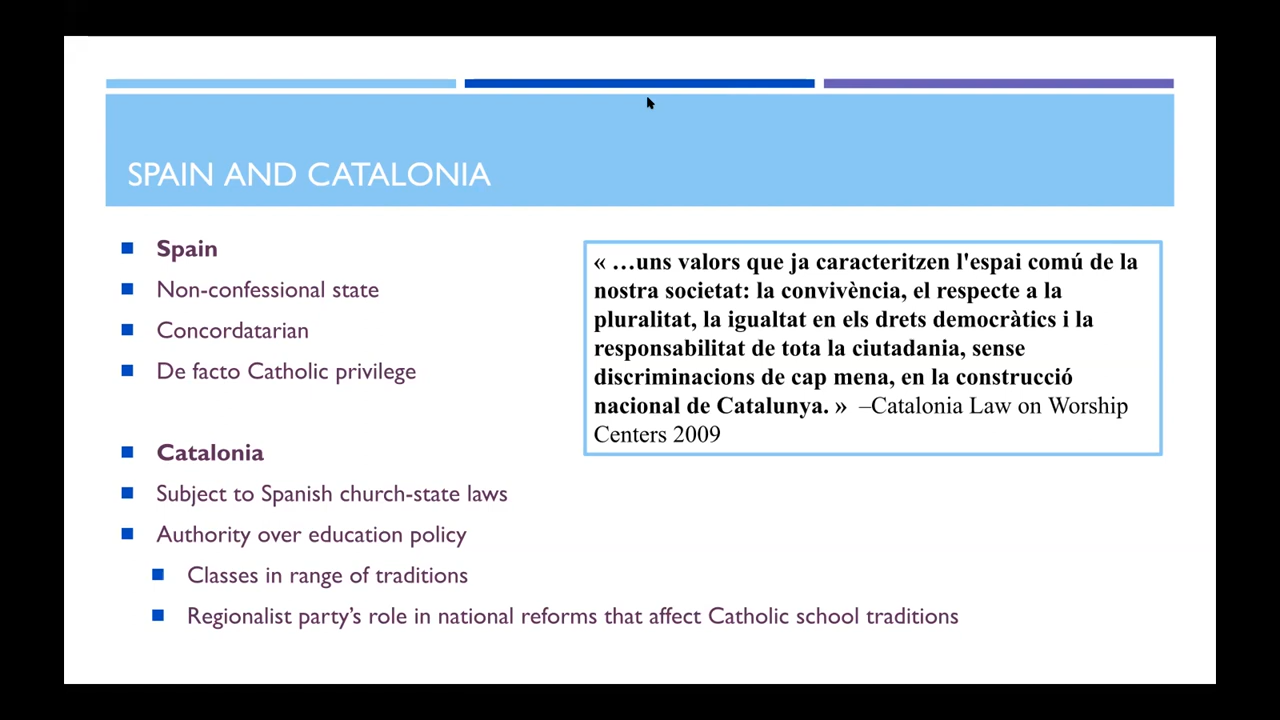 SPAIN AND CATALONIA
Spain
Non-confessional state
Concordatarian
De facto Catholic privilege
Catalonia
Subject to Spanish church-state laws
Authority over education policy
Classes in range of traditions
Regionalist party’s role in national reforms that affect Catholic school traditions
« …uns valors que ja caracteritzen l'espai comú de la
nostra societat: la convivència, el respecte a la
pluralitat, la igualtat en els drets democràtics i la
responsabilitat de tota la ciutadania, sense
discriminacions de cap mena, en la construcció
nacional de Catalunya. » –Catalonia Law on Worship
Centers 2009